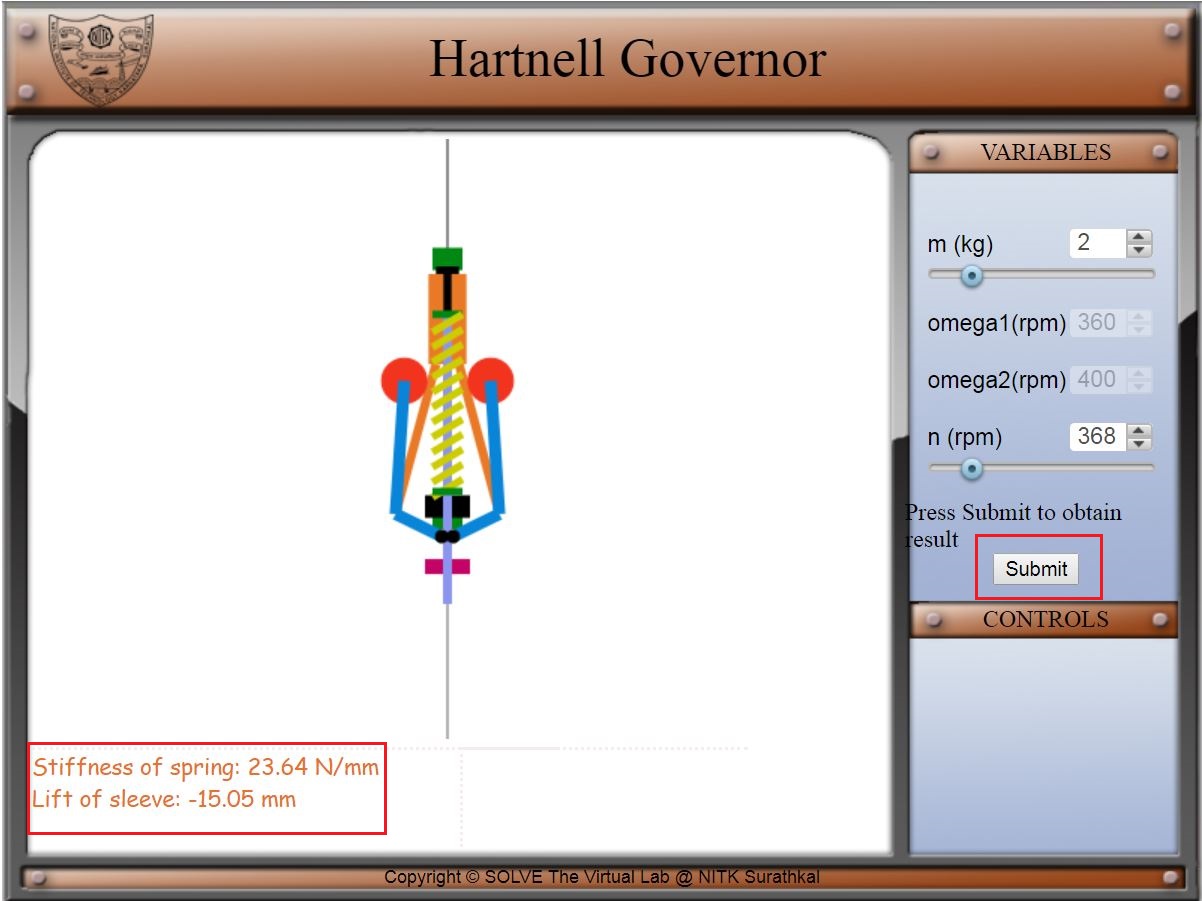 Hartnell Governor
VARIABLES
m (kg) 2
omega1(rpm) 360
omega2(rpm) 400
n (rpm) 368
Press Submit to obtain
result
Submit
CONTROLS
Stiffness of spring: 23.64 N/mm
Lift of sleeve: -15.05 mm
Copyright © SOLVE The Virtual Lab @ NITK Surathkal